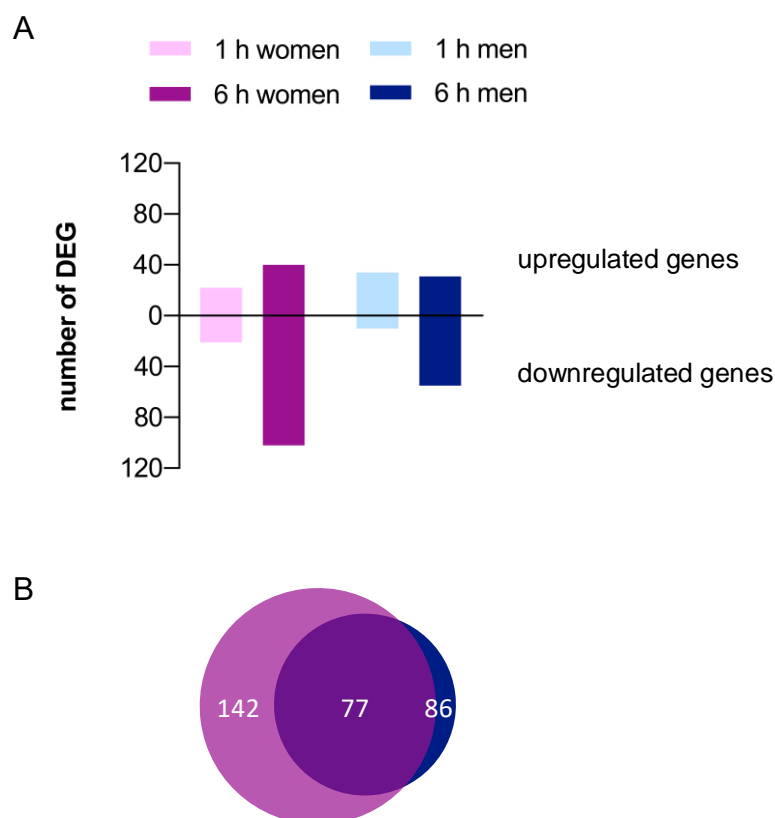 A
1 h women
1 h men
6 h women
6 h men
120
80
40
0
40
80
120
number of DEG
upregulated genes
downregulated genes
B
142
77
86